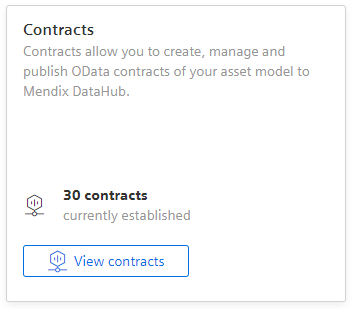 Contracts
Contracts allow you to create, manage and
publish OData contracts of your asset model to
Mendix DataHub.
30 contracts
currently established
View contracts